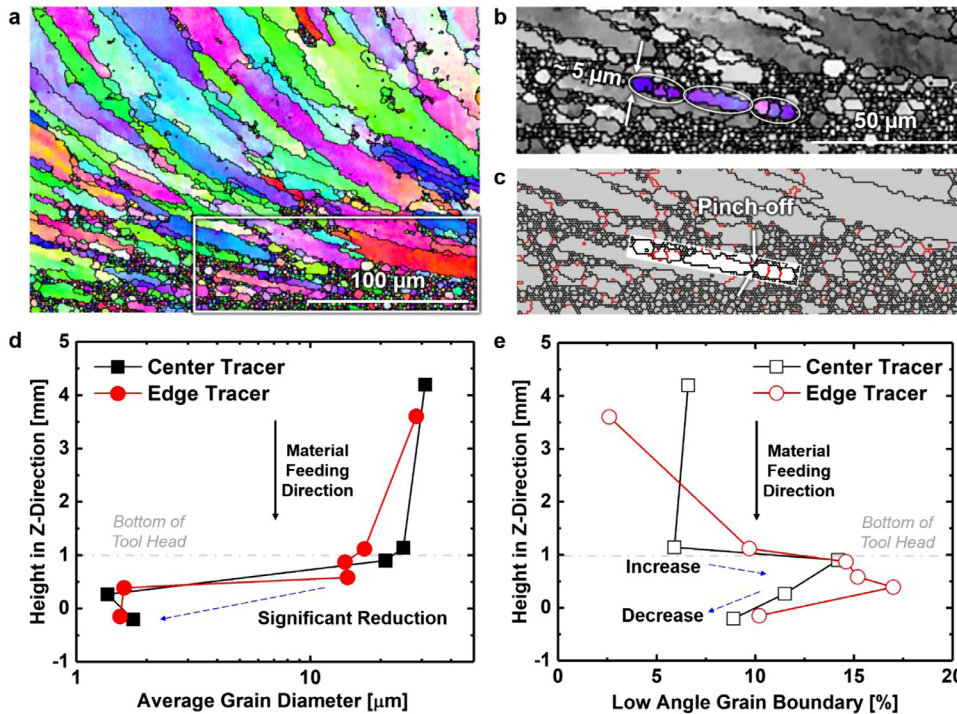 a
100 µm
b
~ 5 µm
50 µm
c
Pinch-off
d
Center Tracer
Edge Tracer
Material
Feeding
Direction
Bottom of
Tool Head
Significant Reduction
Height in Z-Direction [mm]
5
4
3
2
1
0
-1
1
10
Average Grain Diameter [µm]
e
Center Tracer
Edge Tracer
Material
Feeding
Direction
Bottom of
Tool Head
Increase
Decrease
Height in Z-Direction [mm]
5
4
3
2
1
0
-1
0
5
10
15
20
Low Angle Grain Boundary [%]